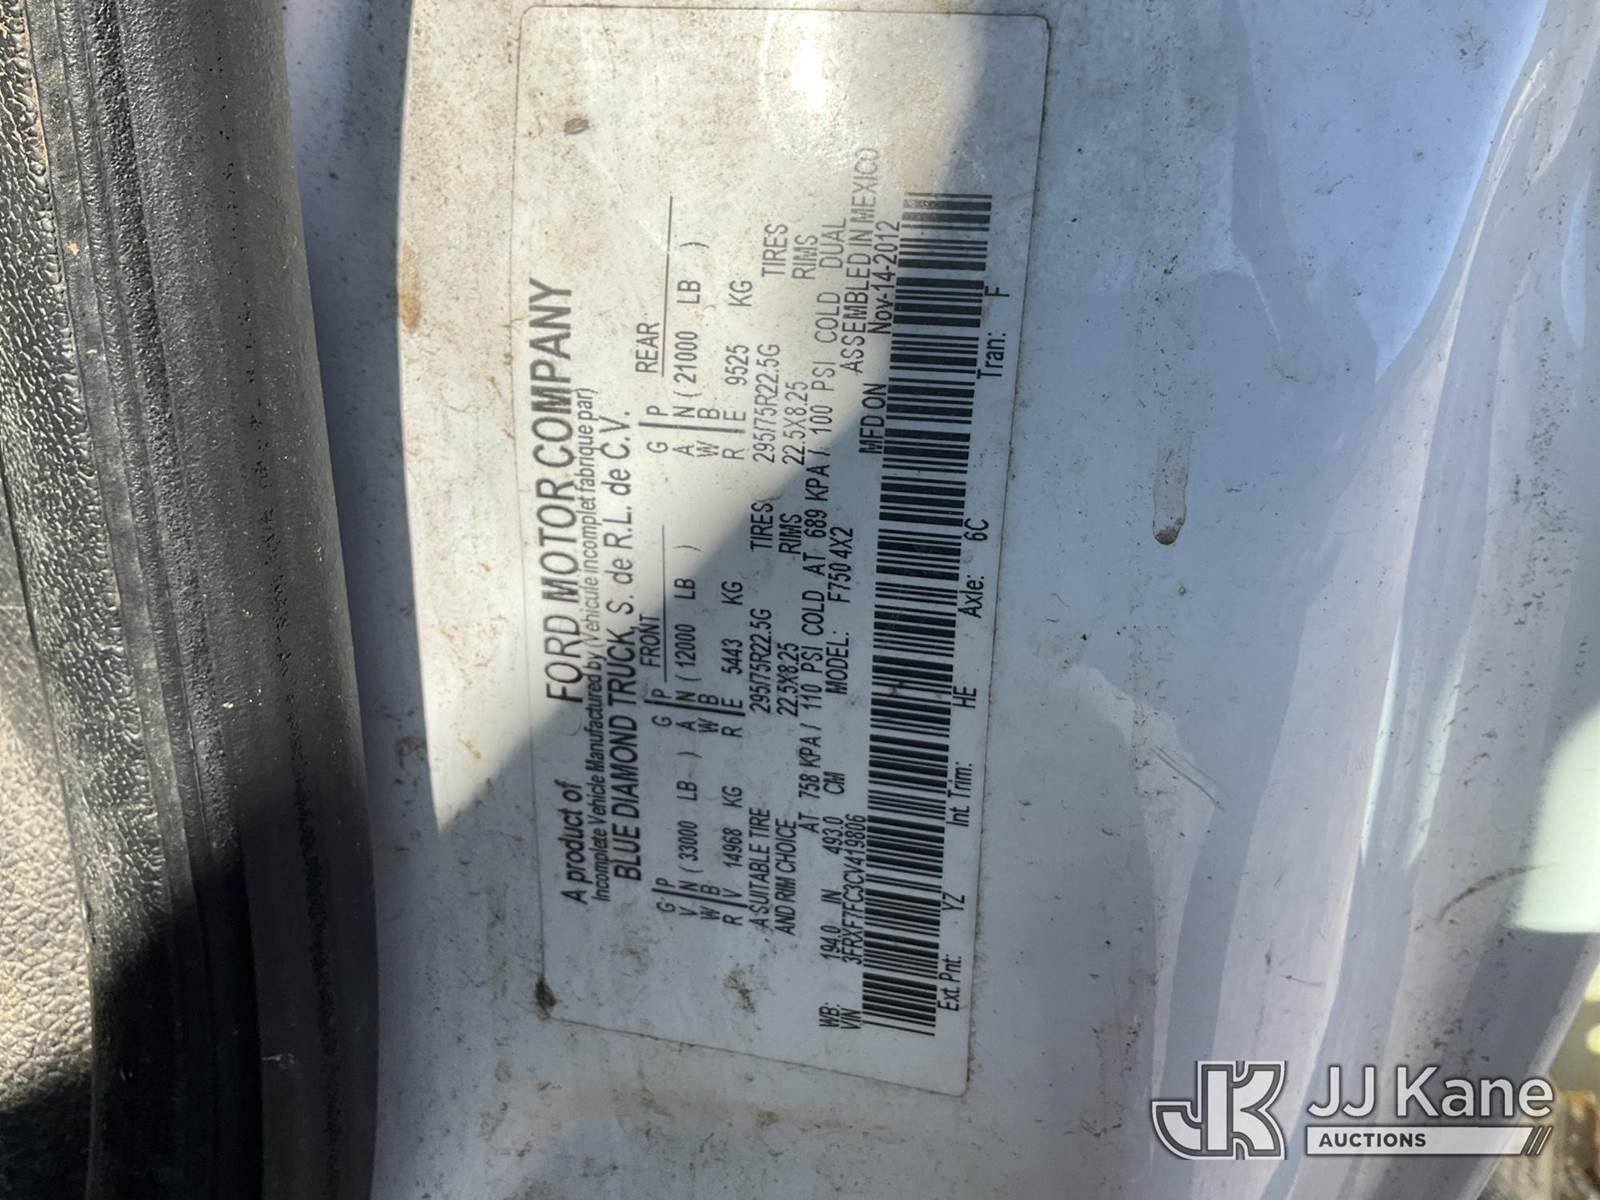 A product of FORD MOTOR COMPANY
Incomplete Vehicle Manufactured by (Vehicule incomplet fabrique par)
BLUE DIAMOND TRUCK, S. de R.L. de C.V.
FRONT REAR
G P G P G P
V N ( 33000 LB ) A N ( 12000 LB ) A N ( 21000 LB )
W B W B W B
R V 14968 KG R E 5443 KG R E 9525 KG
A SUITABLE TIRE 295/75R22.5G TIRES 295/75R22.5G TIRES
AND RIM CHOICE 22.5X8.25 RIMS 22.5X8.25 RIMS
AT 758 KPA / 110 PSI COLD AT 689 KPA / 100 PSI COLD DUAL
WB: 194.0 IN 493.0 CM MODEL: F750 4X2 ASSEMBLED IN MEXICO
VIN 3FRXF7FC3CV419806 MFD ON Nov-14-2012
Ext. Pnt: YZ Int. Trim: HE Axle: 6C Tran: F
JK JJ Kane
AUCTIONS